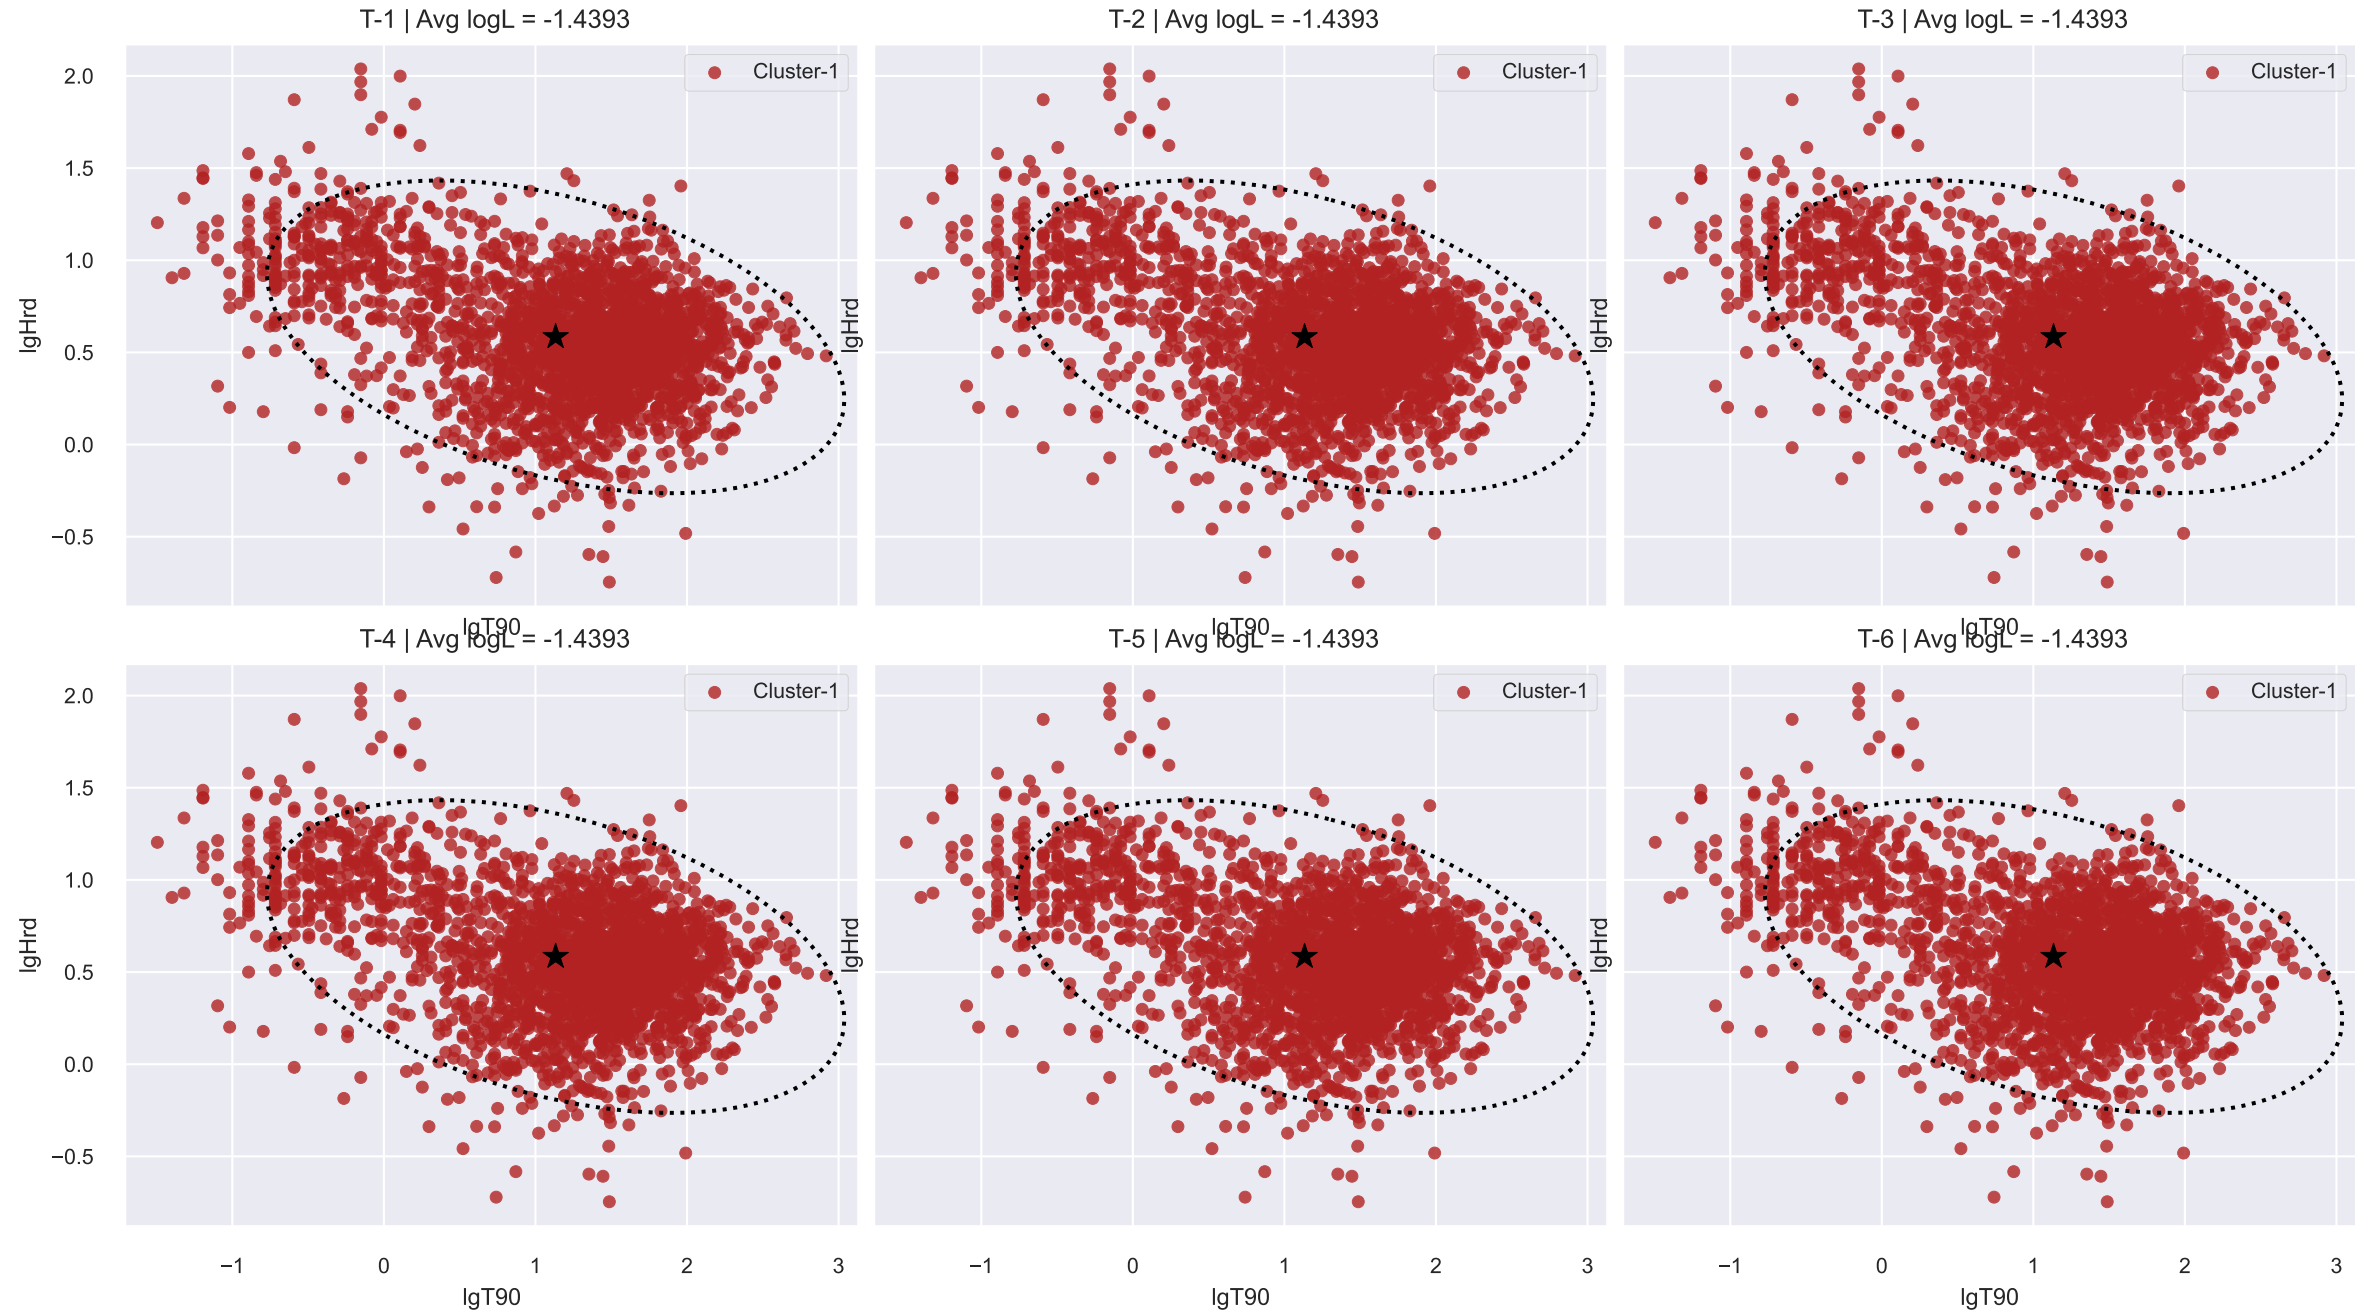 T-1 | Avg logL = -1.4393
T-2 | Avg logL = -1.4393
T-3 | Avg logL = -1.4393
Cluster-1
Cluster-1
Cluster-1
2.0
1.5
1.0
0.5
0.0
−0.5
lgHrd
lgHrd
lgHrd
lgT90
lgT90
lgT90
T-4 | Avg logL = -1.4393
T-5 | Avg logL = -1.4393
T-6 | Avg logL = -1.4393
Cluster-1
Cluster-1
Cluster-1
2.0
1.5
1.0
0.5
0.0
−0.5
lgHrd
lgHrd
lgHrd
−1 0 1 2 3
−1 0 1 2 3
−1 0 1 2 3
lgT90
lgT90
lgT90